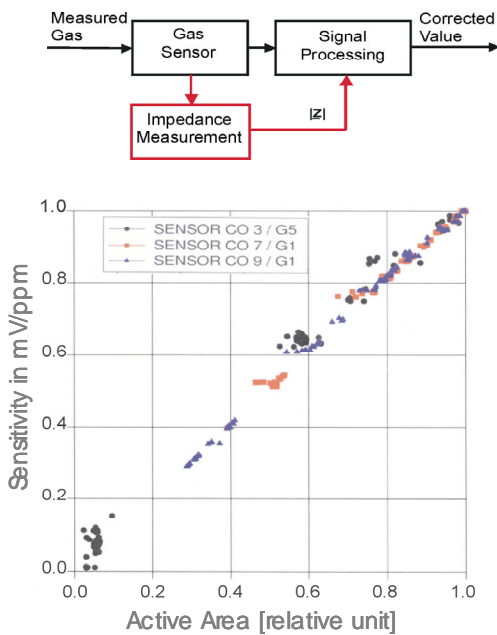 Measured
Gas
Gas
Sensor
Signal
Processing
Corrected
Value
Impedance
Measurement
|Z|
SENSOR CO 3 / G5
SENSOR CO 7 / G1
SENSOR CO 9 / G1
Sensitivity in mV/ppm
1.0
0.8
0.6
0.4
0.2
0.0
0.0 0.2 0.4 0.6 0.8 1.0
Active Area [relative unit]